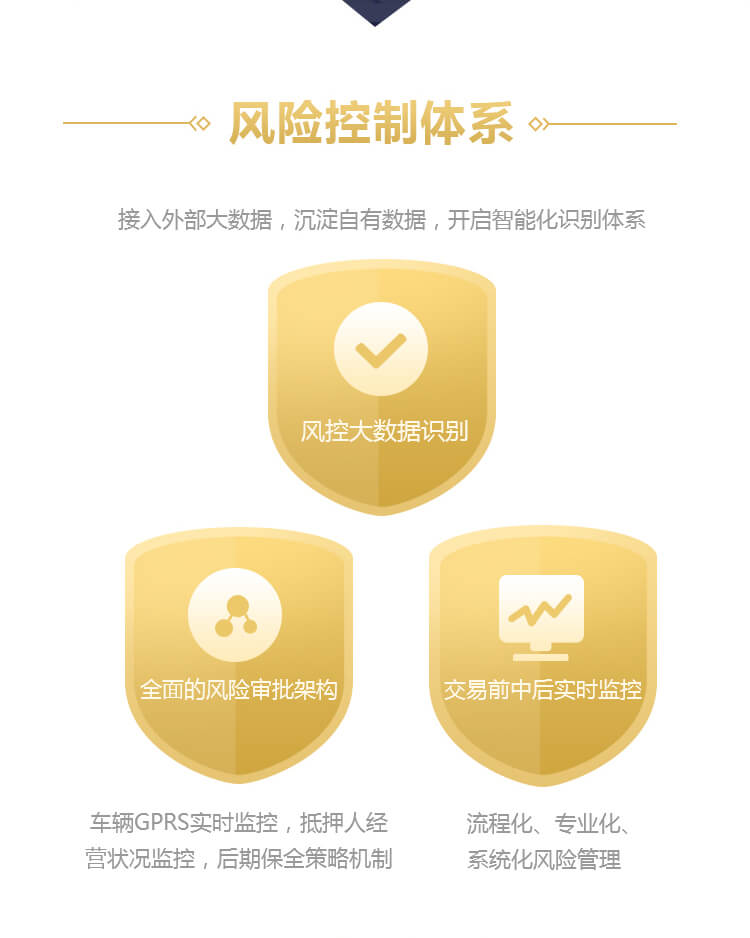 风险控制体系
接入外部大数据，沉淀自有数据，开启智能化识别体系
风控大数据识别
全面的风险审批架构
交易前中后实时监控
车辆GPRS实时监控，抵押人经
营状况监控，后期保全策略机制
流程化、专业化、
系统化风险管理